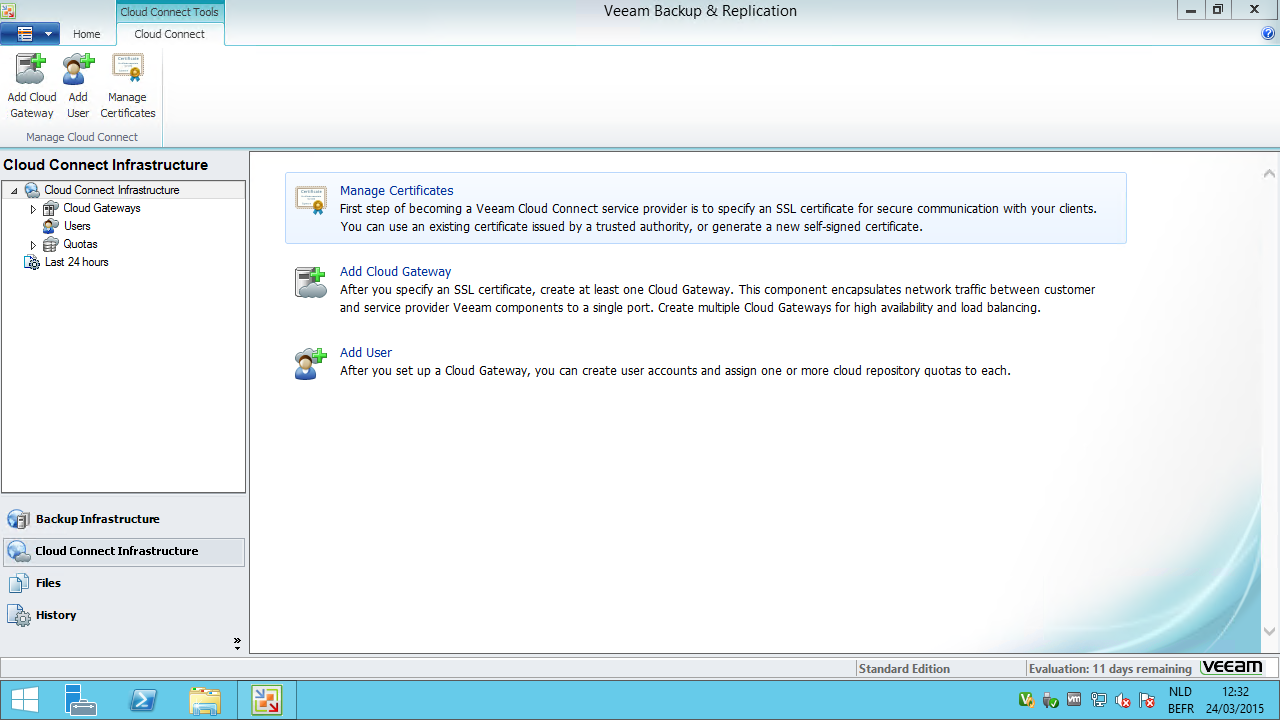 Cloud Connect Tools
Veeam Backup & Replication
Home
Cloud Connect
Add Cloud Gateway
Add User
Manage Certificates
Manage Cloud Connect
Cloud Connect Infrastructure
Cloud Connect Infrastructure
Cloud Gateways
Users
Quotas
Last 24 hours
Manage Certificates
First step of becoming a Veeam Cloud Connect service provider is to specify an SSL certificate for secure communication with your clients.
You can use an existing certificate issued by a trusted authority, or generate a new self-signed certificate.
Add Cloud Gateway
After you specify an SSL certificate, create at least one Cloud Gateway. This component encapsulates network traffic between customer
and service provider Veeam components to a single port. Create multiple Cloud Gateways for high availability and load balancing.
Add User
After you set up a Cloud Gateway, you can create user accounts and assign one or more cloud repository quotas to each.
Backup Infrastructure
Cloud Connect Infrastructure
Files
History
Standard Edition
Evaluation: 11 days remaining
veeam
NLD
BEFR
12:32
24/03/2015